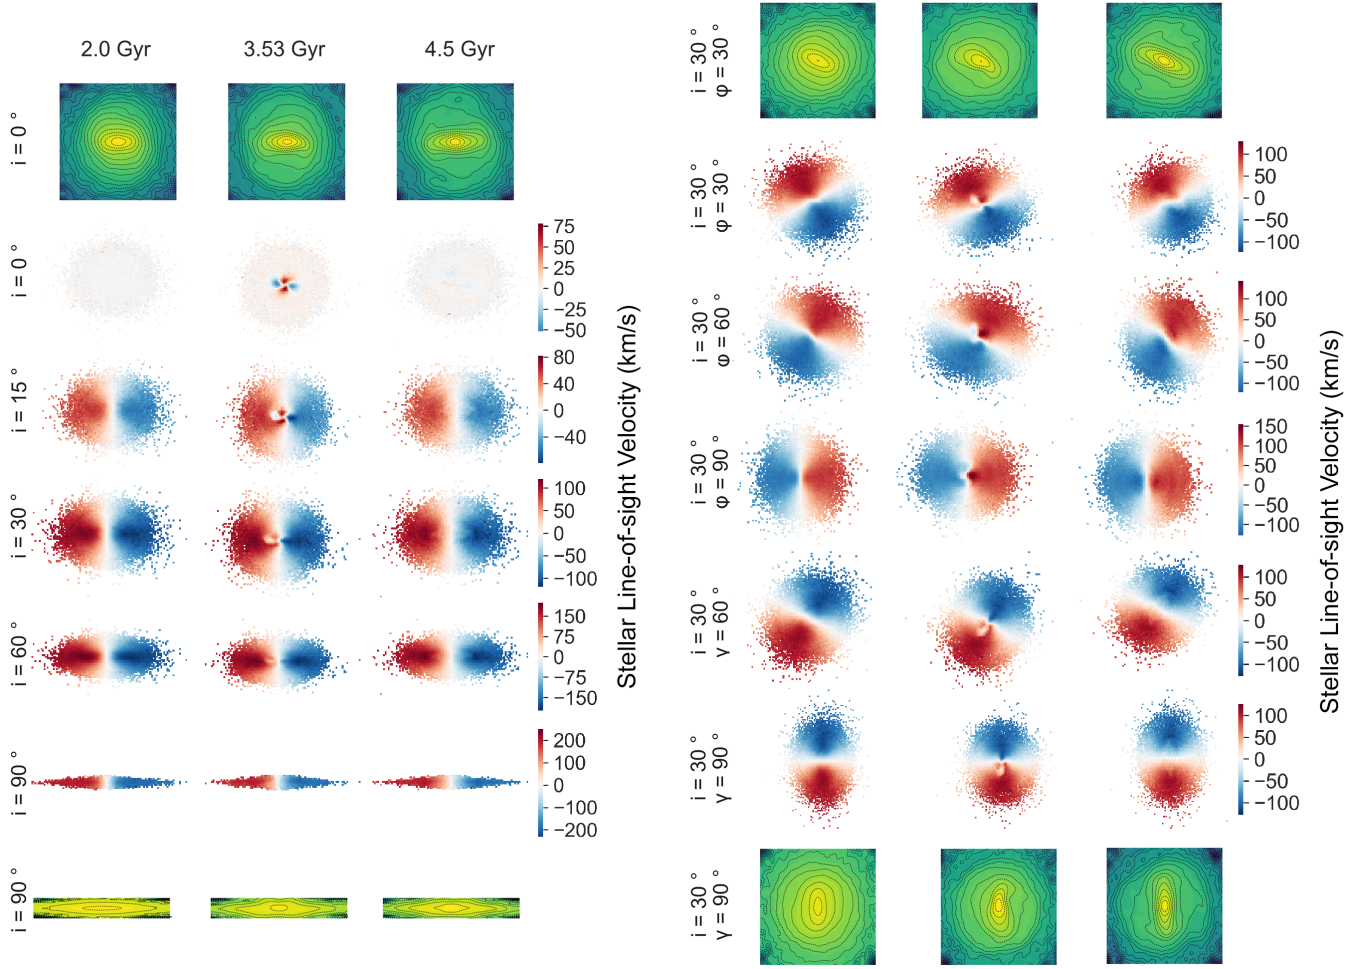 2.0 Gyr
3.53 Gyr
4.5 Gyr
i = 0 °
i = 0 °
75
50
25
0
−25
−50
i = 15 °
80
40
0
−40
i = 30 °
100
50
0
−50
−100
i = 60 °
150
75
0
−75
−150
i = 90 °
200
100
0
−100
−200
i = 90 °
Stellar Line-of-sight Velocity (km/s)
i = 30 °
φ = 30 °
i = 30 °
φ = 30 °
100
50
0
−50
−100
i = 30 °
φ = 60 °
100
50
0
−50
−100
i = 30 °
φ = 90 °
150
100
50
0
−50
−100
i = 30 °
γ = 60 °
100
50
0
−50
−100
i = 30 °
γ = 90 °
100
50
0
−50
−100
i = 30 °
γ = 90 °
Stellar Line-of-sight Velocity (km/s)